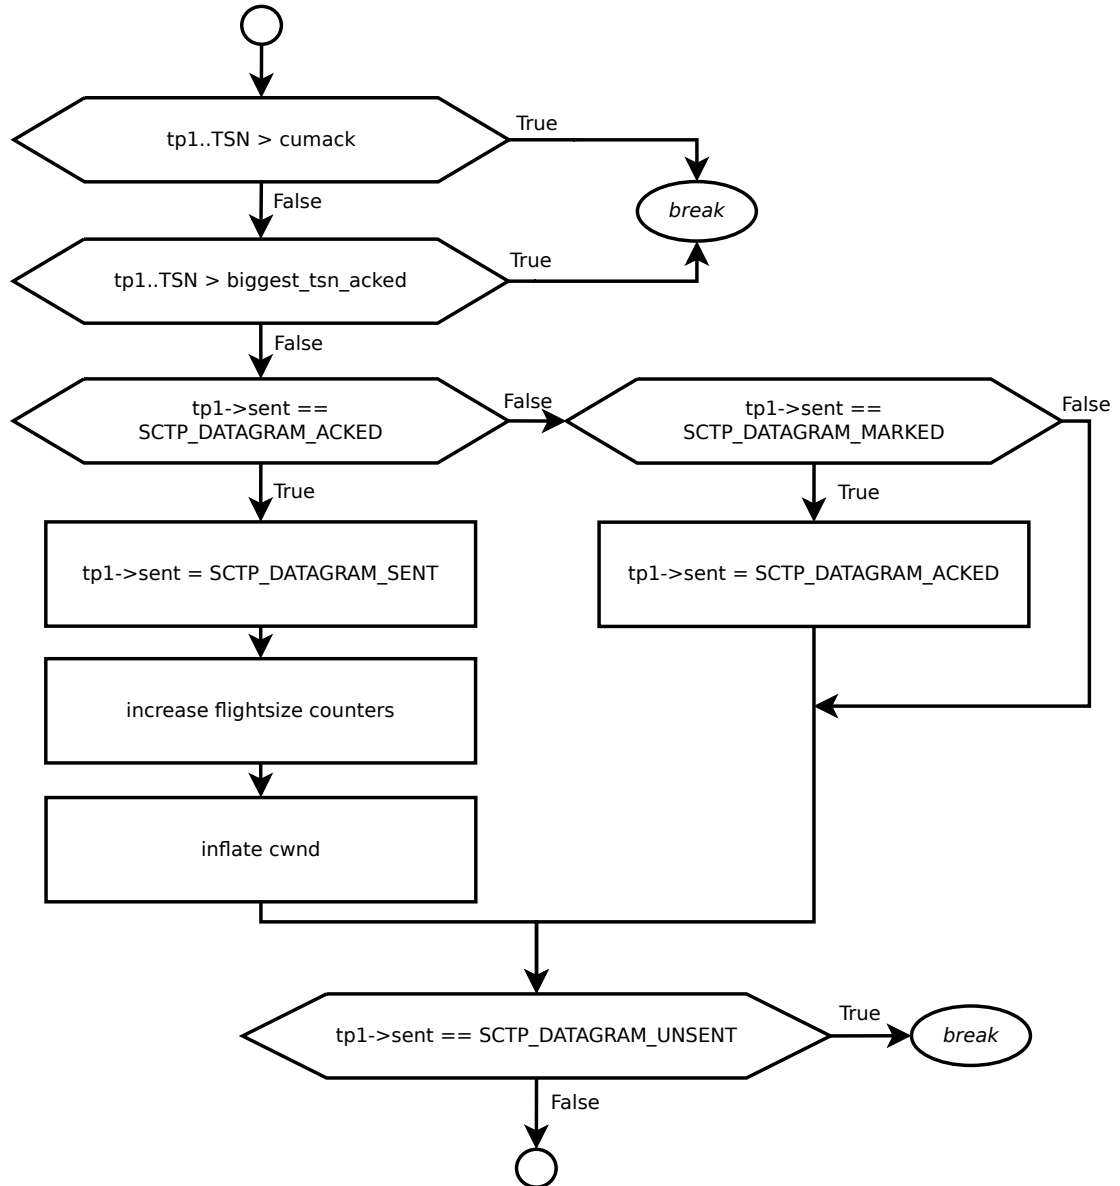 tp1..TSN > cumack
True
break
False
tp1..TSN > biggest_tsn_acked
True
False
tp1->sent ==
SCTP_DATAGRAM_ACKED
False
tp1->sent ==
SCTP_DATAGRAM_MARKED
False
True
True
tp1->sent = SCTP_DATAGRAM_SENT
tp1->sent = SCTP_DATAGRAM_ACKED
increase flightsize counters
inflate cwnd
tp1->sent == SCTP_DATAGRAM_UNSENT
True
break
False